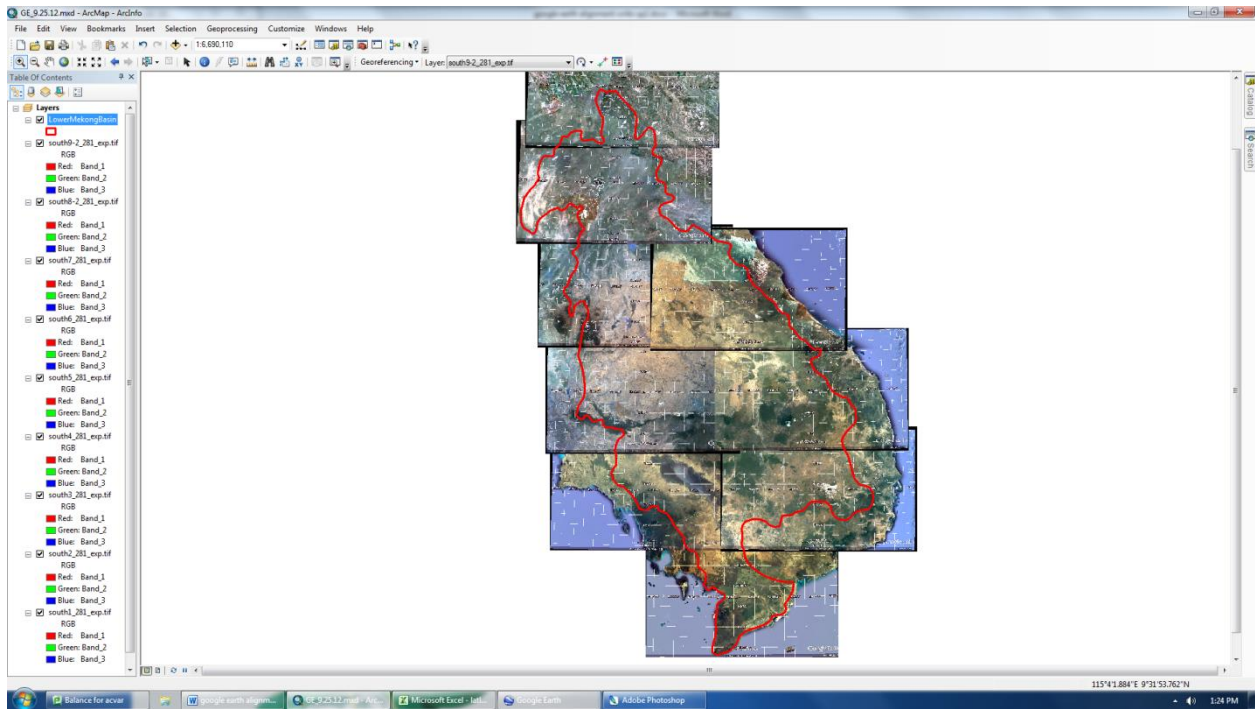 GE_9.25.12.mxd - ArcMap - ArcInfo
File Edit View Bookmarks Insert Selection Geoprocessing Customize Windows Help
1:6,690,110
Georeferencing Layer: south9-2_281_exp.tif
Table Of Contents
Layers
LowerMekongBasin
south9-2_281_exp.tif
RGB
Red: Band_1
Green: Band_2
Blue: Band_3
south8-2_281_exp.tif
RGB
Red: Band_1
Green: Band_2
Blue: Band_3
south7_281_exp.tif
RGB
Red: Band_1
Green: Band_2
Blue: Band_3
south6_281_exp.tif
RGB
Red: Band_1
Green: Band_2
Blue: Band_3
south5_281_exp.tif
RGB
Red: Band_1
Green: Band_2
Blue: Band_3
south4_281_exp.tif
RGB
Red: Band_1
Green: Band_2
Blue: Band_3
south3_281_exp.tif
RGB
Red: Band_1
Green: Band_2
Blue: Band_3
south2_281_exp.tif
RGB
Red: Band_1
Green: Band_2
Blue: Band_3
south1_281_exp.tif
RGB
Red: Band_1
Green: Band_2
Blue: Band_3
Catalog
Search
115°4'1.884"E 9°31'53.762"N
Balance for acvar
google earth alignm...
GE_9.25.12.mxd - Arc...
Microsoft Excel - latl...
Google Earth
Adobe Photoshop
1:24 PM